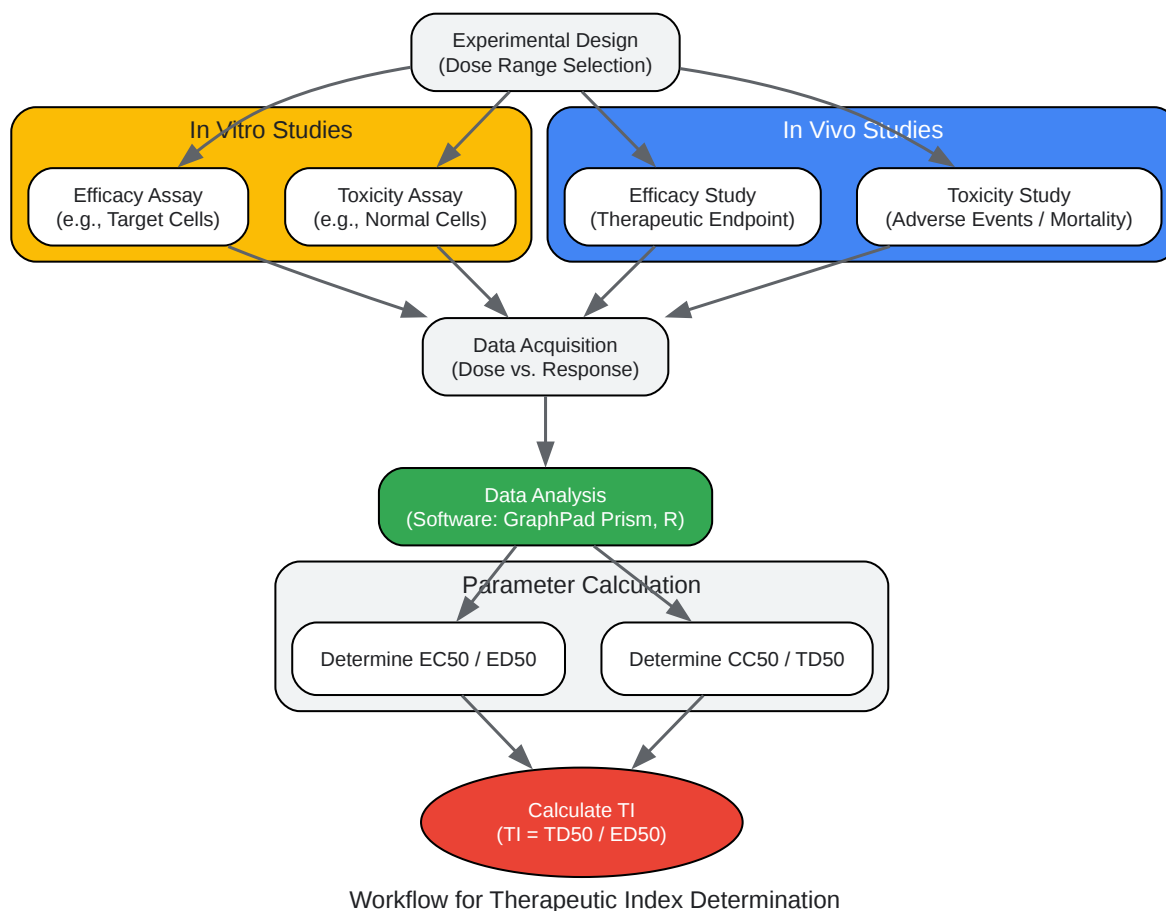 Experimental Design
(Dose Range Selection)
In Vitro Studies
In Vivo Studies
Efficacy Assay
(e.g., Target Cells)
Toxicity Assay
(e.g., Normal Cells)
Efficacy Study
(Therapeutic Endpoint)
Toxicity Study
(Adverse Events / Mortality)
Data Acquisition
(Dose vs. Response)
Data Analysis
(Software: GraphPad Prism, R)
Parameter Calculation
Determine EC50 / ED50
Determine CC50 / TD50
Calculate TI
(TI = TD50 / ED50)
Workflow for Therapeutic Index Determination